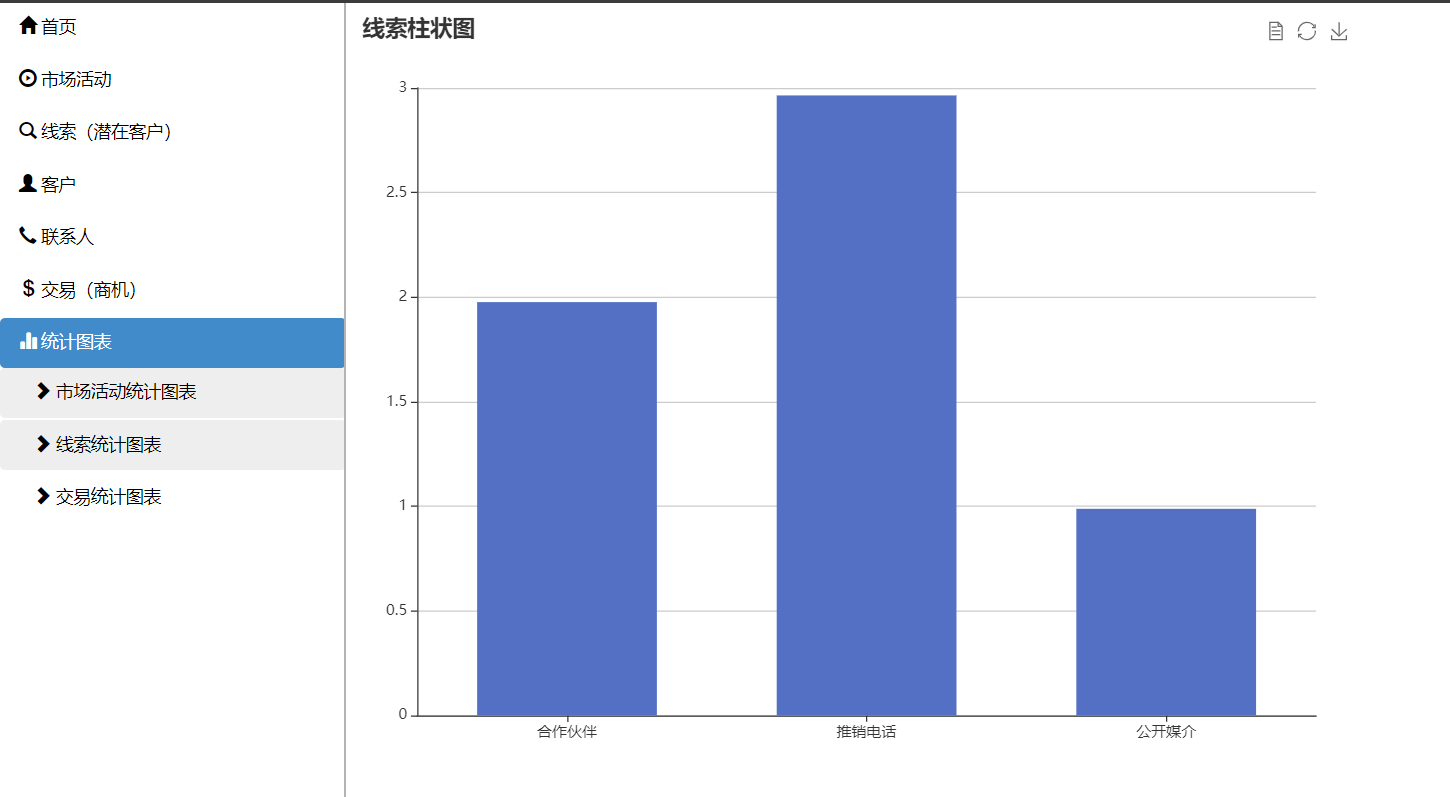 首页
市场活动
线索（潜在客户）
客户
联系人
$ 交易（商机）
统计图表
市场活动统计图表
线索统计图表
交易统计图表
线索柱状图
3
2.5
2
1.5
1
0.5
0
合作伙伴 推销电话 公开媒介